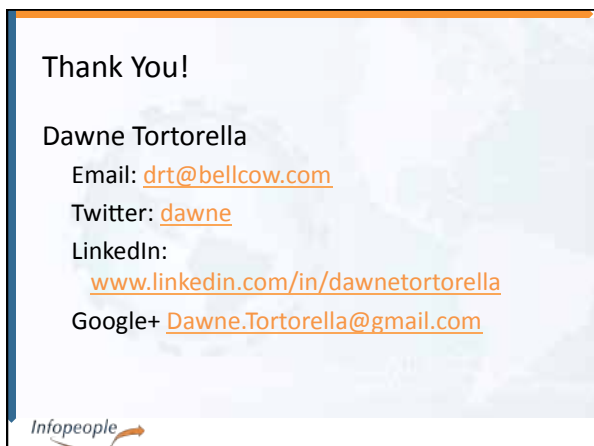 Thank You!
Dawne Tortorella
Email: drt@bellcow.com
Twitter: dawne
LinkedIn:
www.linkedin.com/in/dawnetortorella
Google+ Dawne.Tortorella@gmail.com
Infopeople